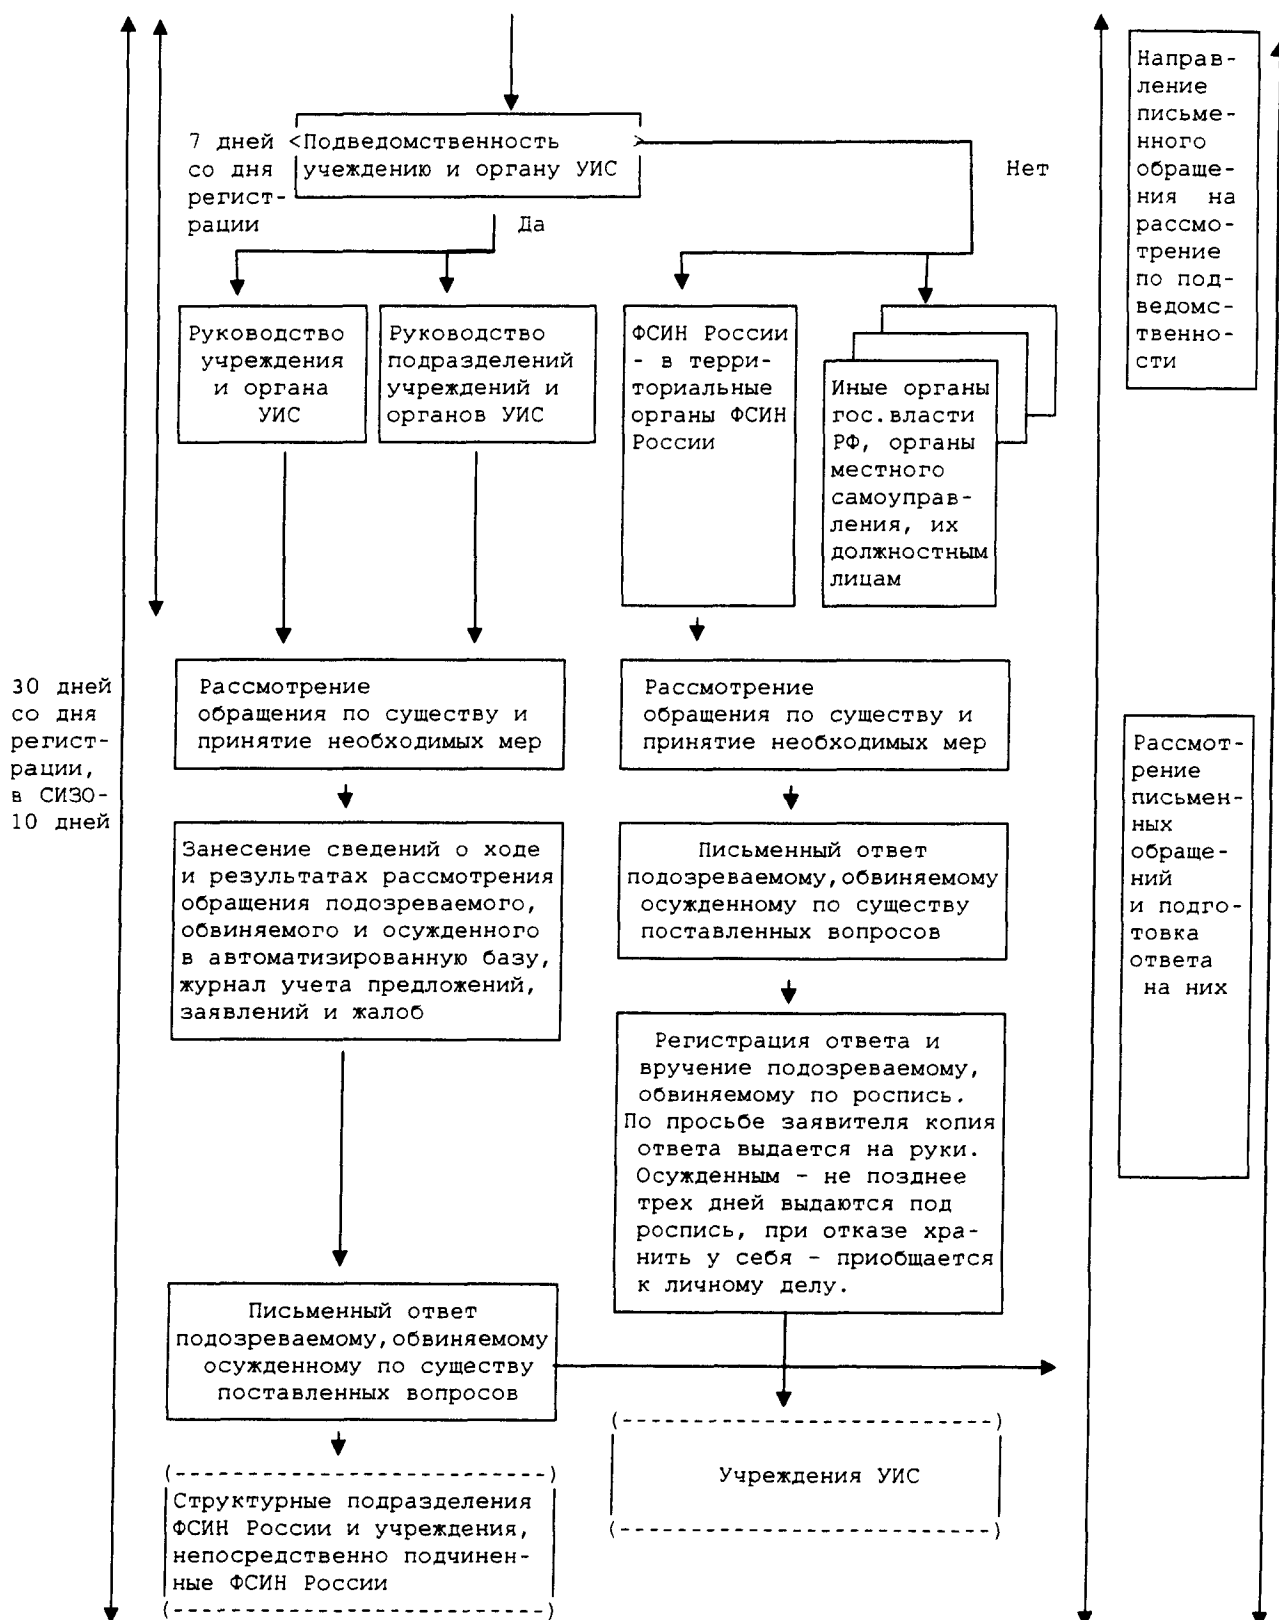 7 дней
со дня
регист-
рации
<Подведомственность >
учеждению и органу УИС
Да
Нет
Руководство
учреждения
и органа
УИС
Руководство
подразделений
учреждений и
органов УИС
ФСИН России
- в терри-
ториальные
органы ФСИН
России
Иные органы
гос.власти
РФ, органы
местного
самоуправ-
ления, их
должностным
лицам
Направ-
ление
письме-
нного
обраще-
ния на
рассмо-
трение
по под-
ведомс-
твенно-
сти
30 дней
со дня
регист-
рации,
в СИЗО-
10 дней
Рассмотрение
обращения по существу и
принятие необходимых мер
Рассмотрение
обращения по существу и
принятие необходимых мер
Занесение сведений о ходе
и результатах рассмотрения
обращения подозреваемого,
обвиняемого и осужденного
в автоматизированную базу,
журнал учета предложений,
заявлений и жалоб
Письменный ответ
подозреваемому,обвиняемому
осужденному по существу
поставленных вопросов
Рассмот-
рение
письмен-
ных
обраще-
ний
и подго-
товка
ответа
на них
Регистрация ответа и
вручение подозреваемому,
обвиняемому по роспись.
По просьбе заявителя копия
ответа выдается на руки.
Осужденным - не позднее
трех дней выдаются под
роспись, при отказе хра-
нить у себя - приобщается
к личному делу.
Письменный ответ
подозреваемому,обвиняемому
осужденному по существу
поставленных вопросов
Учреждения УИС
Структурные подразделения
ФСИН России и учреждения,
непосредственно подчинен-
ные ФСИН России